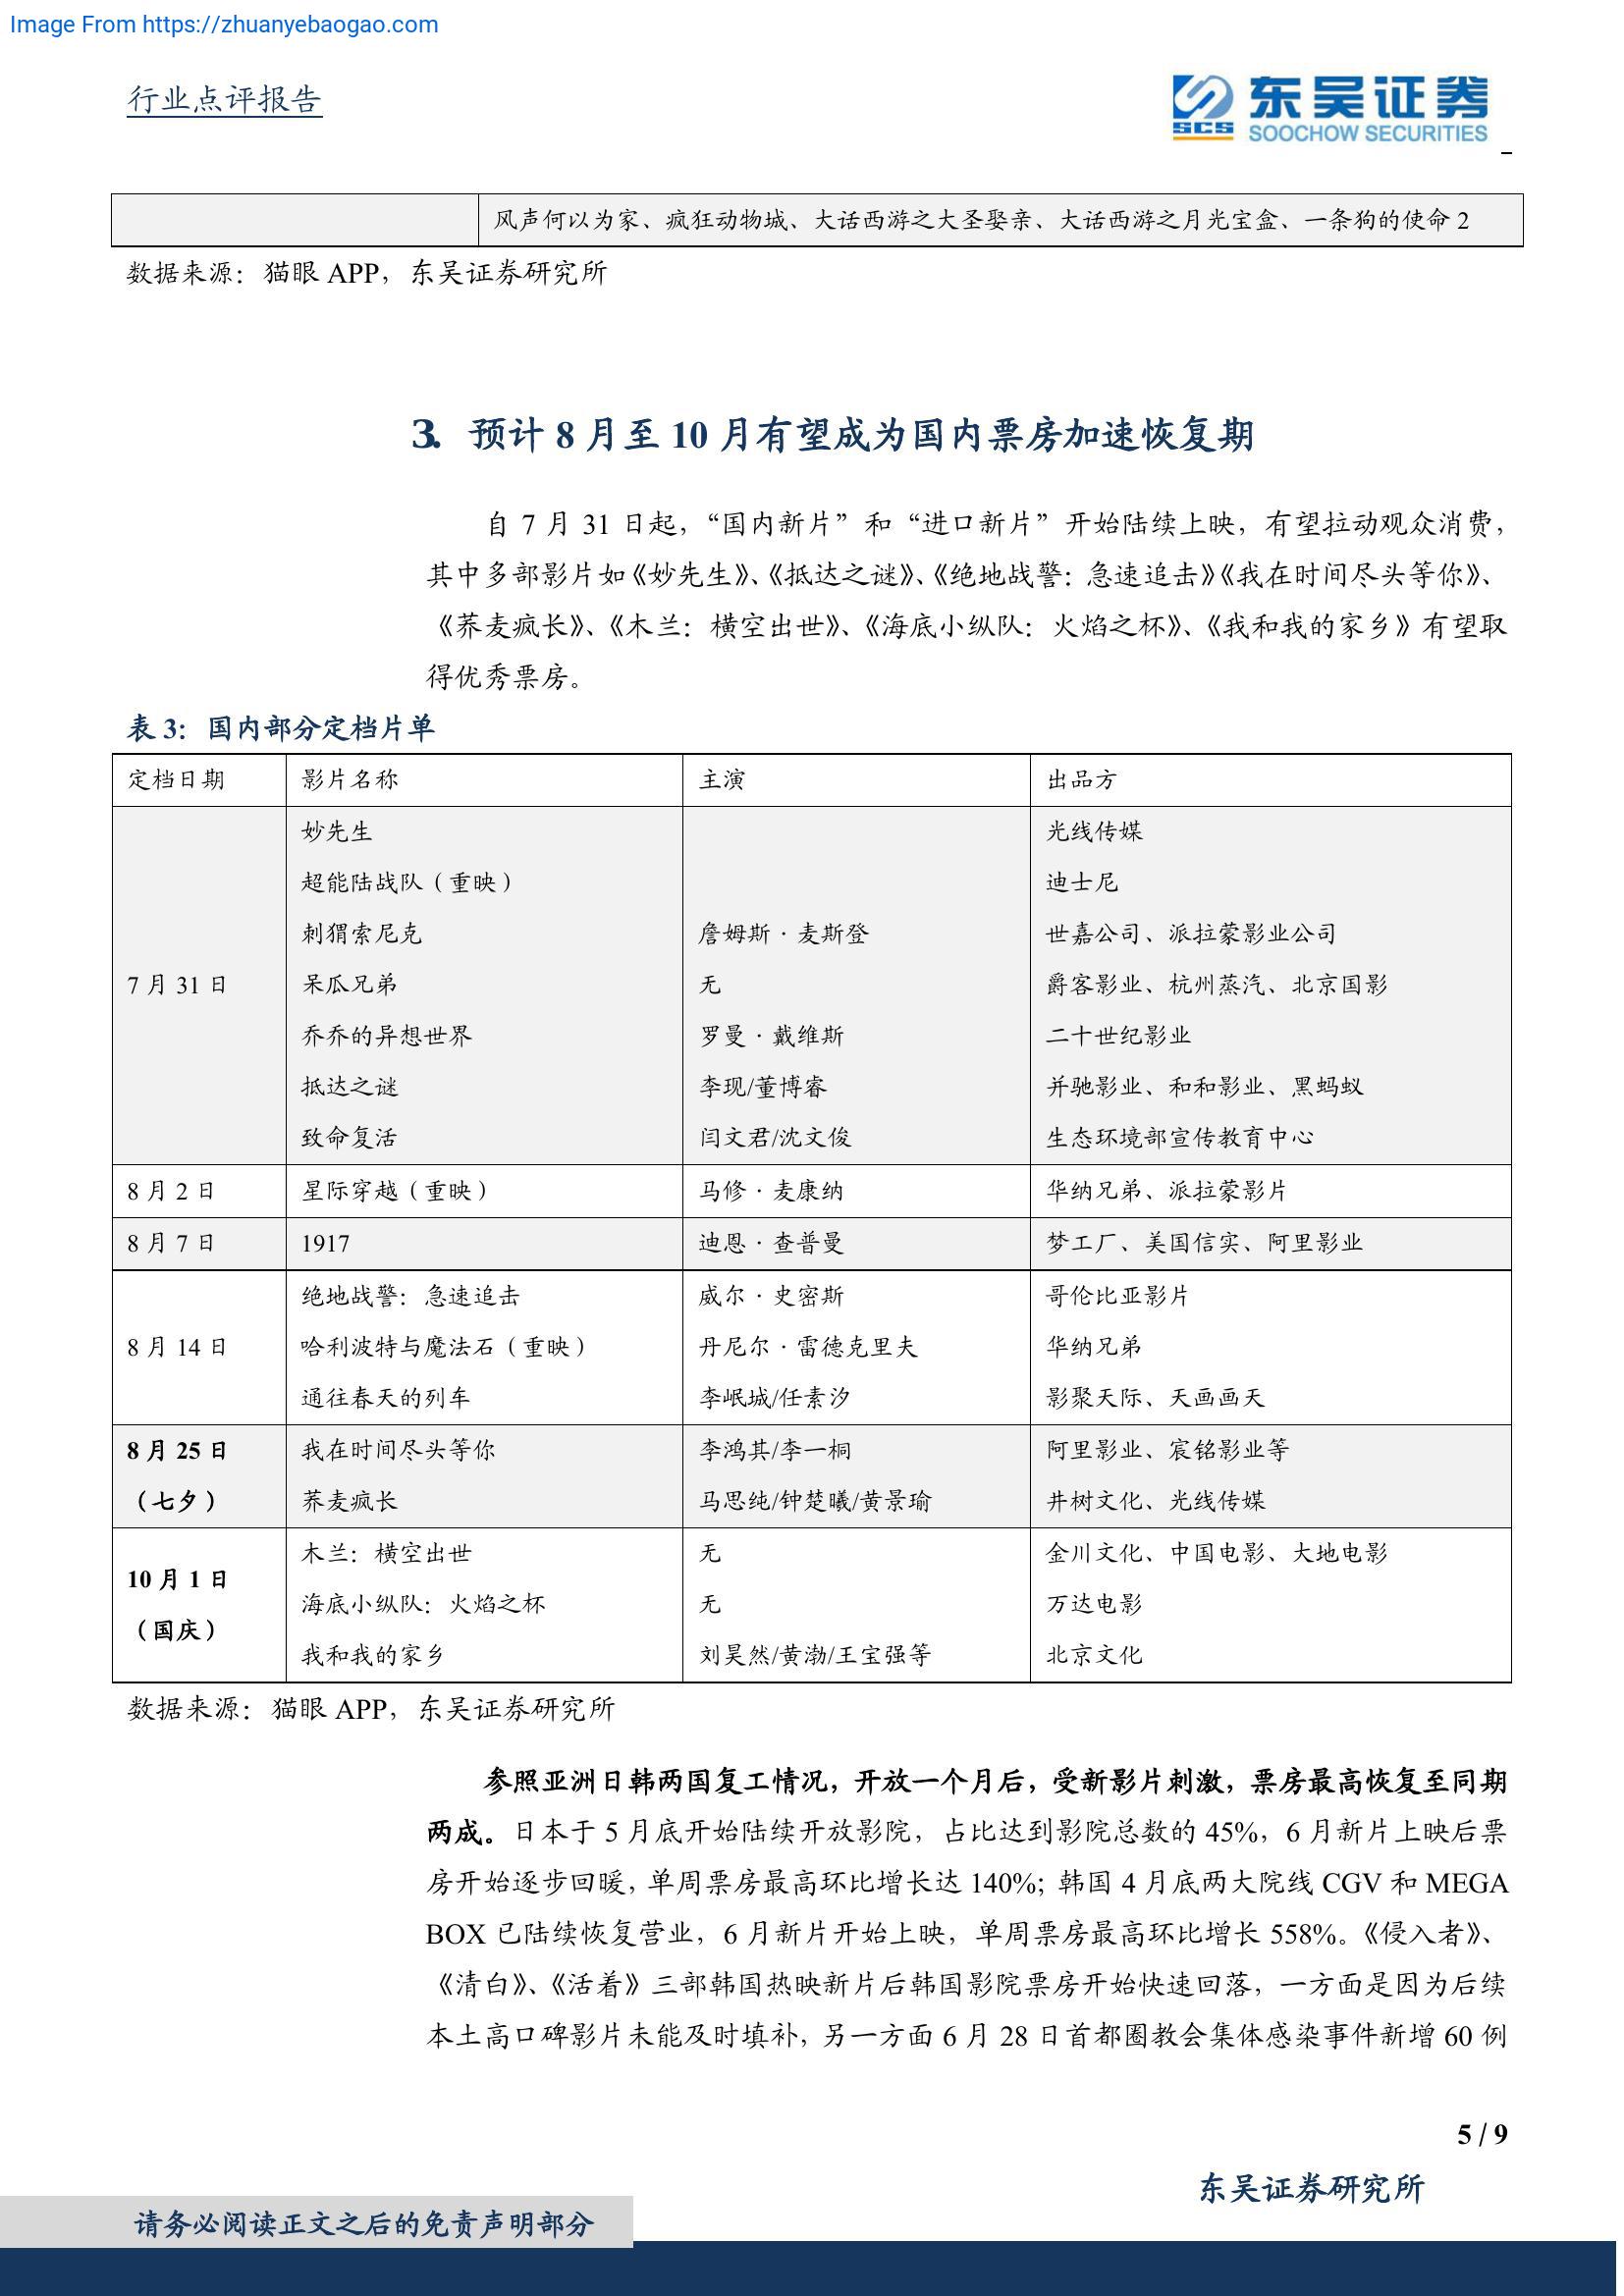 Image From https://zhuanyebaogao.com
行业点评报告
东吴证券
SCS
SOOCHOW SECURITIES
风声何以为家、疯狂动物城、大话西游之大圣娶亲、大话西游之月光宝盒、一条狗的使命 2
数据来源：猫眼 APP，东吴证券研究所
3. 预计 8 月至 10 月有望成为国内票房加速恢复期
自 7 月 31 日起，“国内新片”和“进口新片”开始陆续上映，有望拉动观众消费，
其中多部影片如《妙先生》、《抵达之谜》、《绝地战警：急速追击》《我在时间尽头等你》、
《荞麦疯长》、《木兰：横空出世》、《海底小纵队：火焰之杯》、《我和我的家乡》有望取
得优秀票房。
表 3：国内部分定档片单
定档日期 影片名称 主演 出品方
妙先生 光线传媒
超能陆战队（重映） 迪士尼
刺猬索尼克 詹姆斯·麦斯登 世嘉公司、派拉蒙影业公司
7 月 31 日 呆瓜兄弟 无 爵客影业、杭州蒸汽、北京国影
乔乔的异想世界 罗曼·戴维斯 二十世纪影业
抵达之谜 李现/董博睿 并驰影业、和和影业、黑蚂蚁
致命复活 闫文君/沈文俊 生态环境部宣传教育中心
8 月 2 日 星际穿越（重映） 马修·麦康纳 华纳兄弟、派拉蒙影片
8 月 7 日 1917 迪恩·查普曼 梦工厂、美国信实、阿里影业
绝地战警：急速追击 威尔·史密斯 哥伦比亚影片
8 月 14 日 哈利波特与魔法石（重映） 丹尼尔·雷德克里夫 华纳兄弟
通往春天的列车 李岷城/任素汐 影聚天际、天画画天
8 月 25 日 我在时间尽头等你 李鸿其/李一桐 阿里影业、宸铭影业等
（七夕） 荞麦疯长 马思纯/钟楚曦/黄景瑜 井树文化、光线传媒
木兰：横空出世 无 金川文化、中国电影、大地电影
10 月 1 日
海底小纵队：火焰之杯 无 万达电影
（国庆）
我和我的家乡 刘昊然/黄渤/王宝强等 北京文化
数据来源：猫眼 APP，东吴证券研究所
参照亚洲日韩两国复工情况，开放一个月后，受新影片刺激，票房最高恢复至同期
两成。日本于 5 月底开始陆续开放影院，占比达到影院总数的 45%，6 月新片上映后票
房开始逐步回暖，单周票房最高环比增长达 140%；韩国 4 月底两大院线 CGV 和 MEGA
BOX 已陆续恢复营业，6 月新片开始上映，单周票房最高环比增长 558%。《侵入者》、
《清白》、《活着》三部韩国热映新片后韩国影院票房开始快速回落，一方面是因为后续
本土高口碑影片未能及时填补，另一方面 6 月 28 日首都圈教会集体感染事件新增 60 例
5 / 9
东吴证券研究所
请务必阅读正文之后的免责声明部分